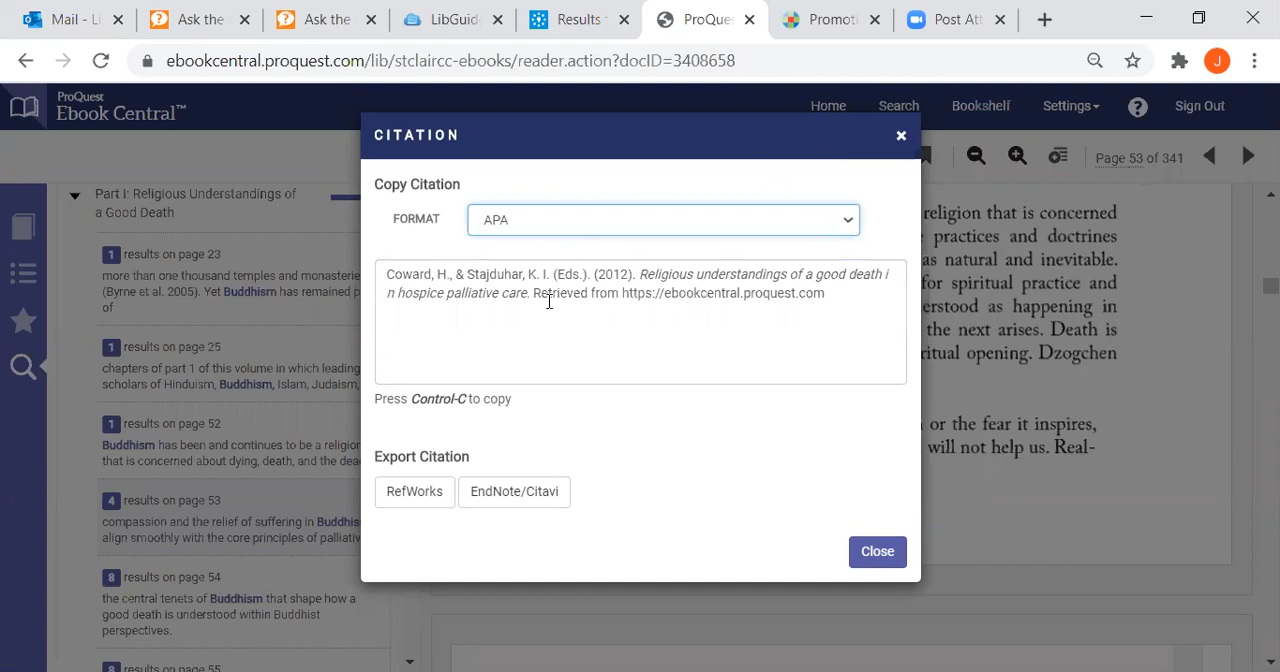 Mail - Li
Ask the
Ask the
LibGuid
Results
ProQues
Promoti
Post Att
ebookcentral.proquest.com/lib/stclaircc-ebooks/reader.action?docID=3408658
J
ProQuest
Ebook Central™
Home
Search
Bookshelf
Settings
Sign Out
Page 53 of 341
Part I: Religious Understandings of
a Good Death
1 results on page 23
more than one thousand temples and monasterie
(Byrne et al. 2005). Yet Buddhism has remained p
of
1 results on page 25
chapters of part 1 of this volume in which leading
scholars of Hinduism, Buddhism, Islam, Judaism,
1 results on page 52
Buddhism has been and continues to be a religion
that is concerned about dying, death, and the dea
4 results on page 53
compassion and the relief of suffering in Buddhis
align smoothly with the core principles of palliativ
8 results on page 54
the central tenets of Buddhism that shape how a
good death is understood within Buddhist
perspectives.
8 results on page 55
CITATION
Copy Citation
FORMAT
APA
Coward, H., & Stajduhar, K. I. (Eds.). (2012). Religious understandings of a good death i
n hospice palliative care. Retrieved from https://ebookcentral.proquest.com
Press Control-C to copy
Export Citation
RefWorks
EndNote/Citavi
Close
religion that is concerned
practices and doctrines
as natural and inevitable.
for spiritual practice and
erstood as happening in
the next arises. Death is
ritual opening. Dzogchen
or the fear it inspires,
will not help us. Real-